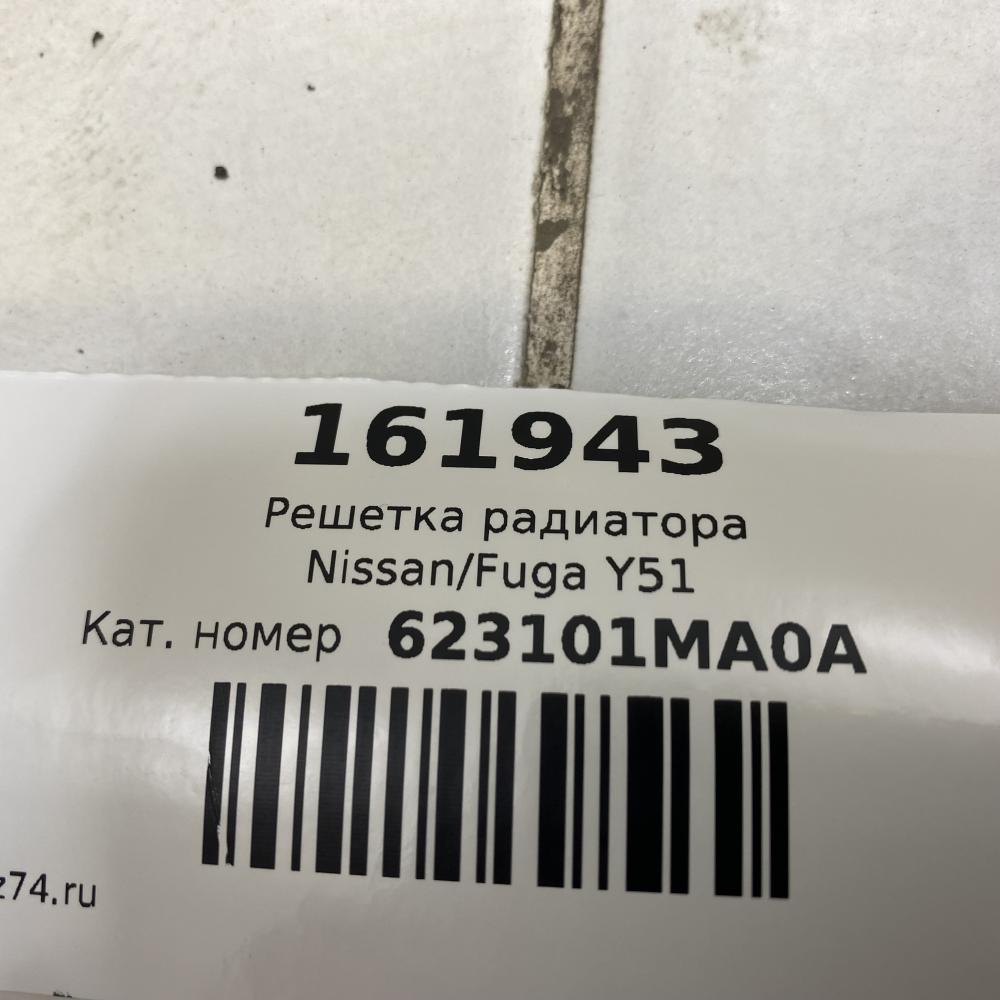 161943
Решетка радиатора
Nissan/Fuga Y51
Кат. номер 623101MA0A
z74.ru